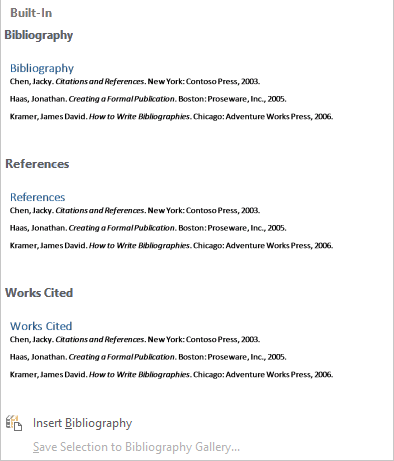 Built-In
Bibliography
Bibliography
Chen, Jacky. Citations and References. New York: Contoso Press, 2003.
Haas, Jonathan. Creating a Formal Publication. Boston: Proseware, Inc., 2005.
Kramer, James David. How to Write Bibliographies. Chicago: Adventure Works Press, 2006.
References
References
Chen, Jacky. Citations and References. New York: Contoso Press, 2003.
Haas, Jonathan. Creating a Formal Publication. Boston: Proseware, Inc., 2005.
Kramer, James David. How to Write Bibliographies. Chicago: Adventure Works Press, 2006.
Works Cited
Works Cited
Chen, Jacky. Citations and References. New York: Contoso Press, 2003.
Haas, Jonathan. Creating a Formal Publication. Boston: Proseware, Inc., 2005.
Kramer, James David. How to Write Bibliographies. Chicago: Adventure Works Press, 2006.
Insert Bibliography
Save Selection to Bibliography Gallery...